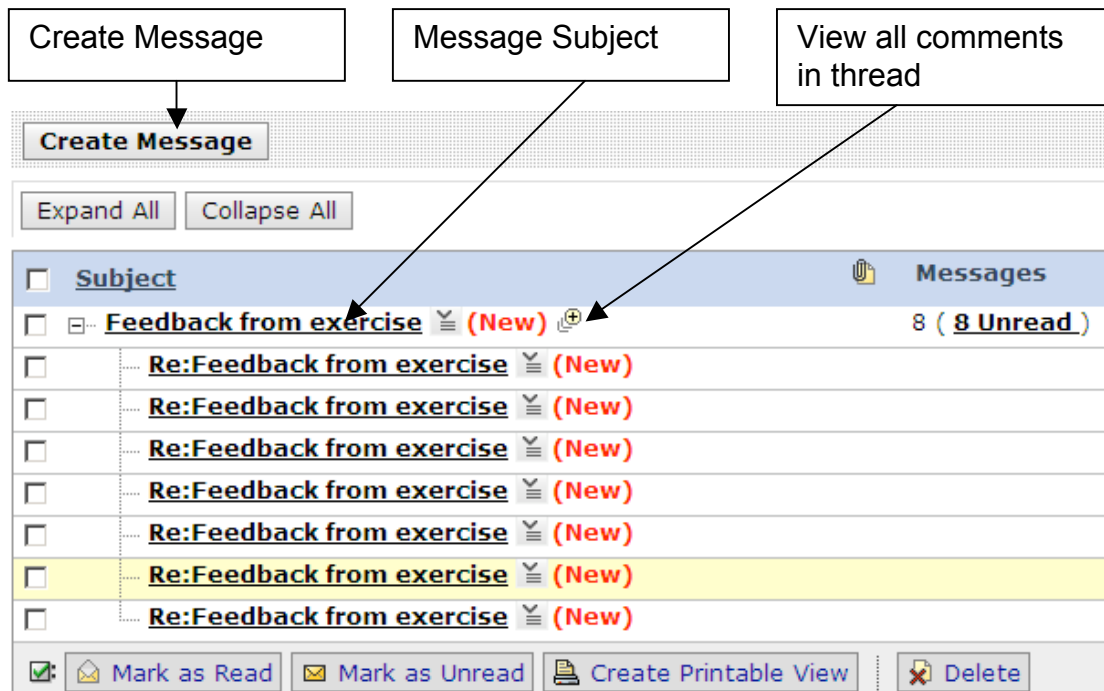 Create Message
Message Subject
View all comments
in thread
Create Message
Expand All Collapse All
Subject Messages
Feedback from exercise (New) 8 ( 8 Unread )
Re:Feedback from exercise (New)
Re:Feedback from exercise (New)
Re:Feedback from exercise (New)
Re:Feedback from exercise (New)
Re:Feedback from exercise (New)
Re:Feedback from exercise (New)
Re:Feedback from exercise (New)
Mark as Read Mark as Unread Create Printable View Delete